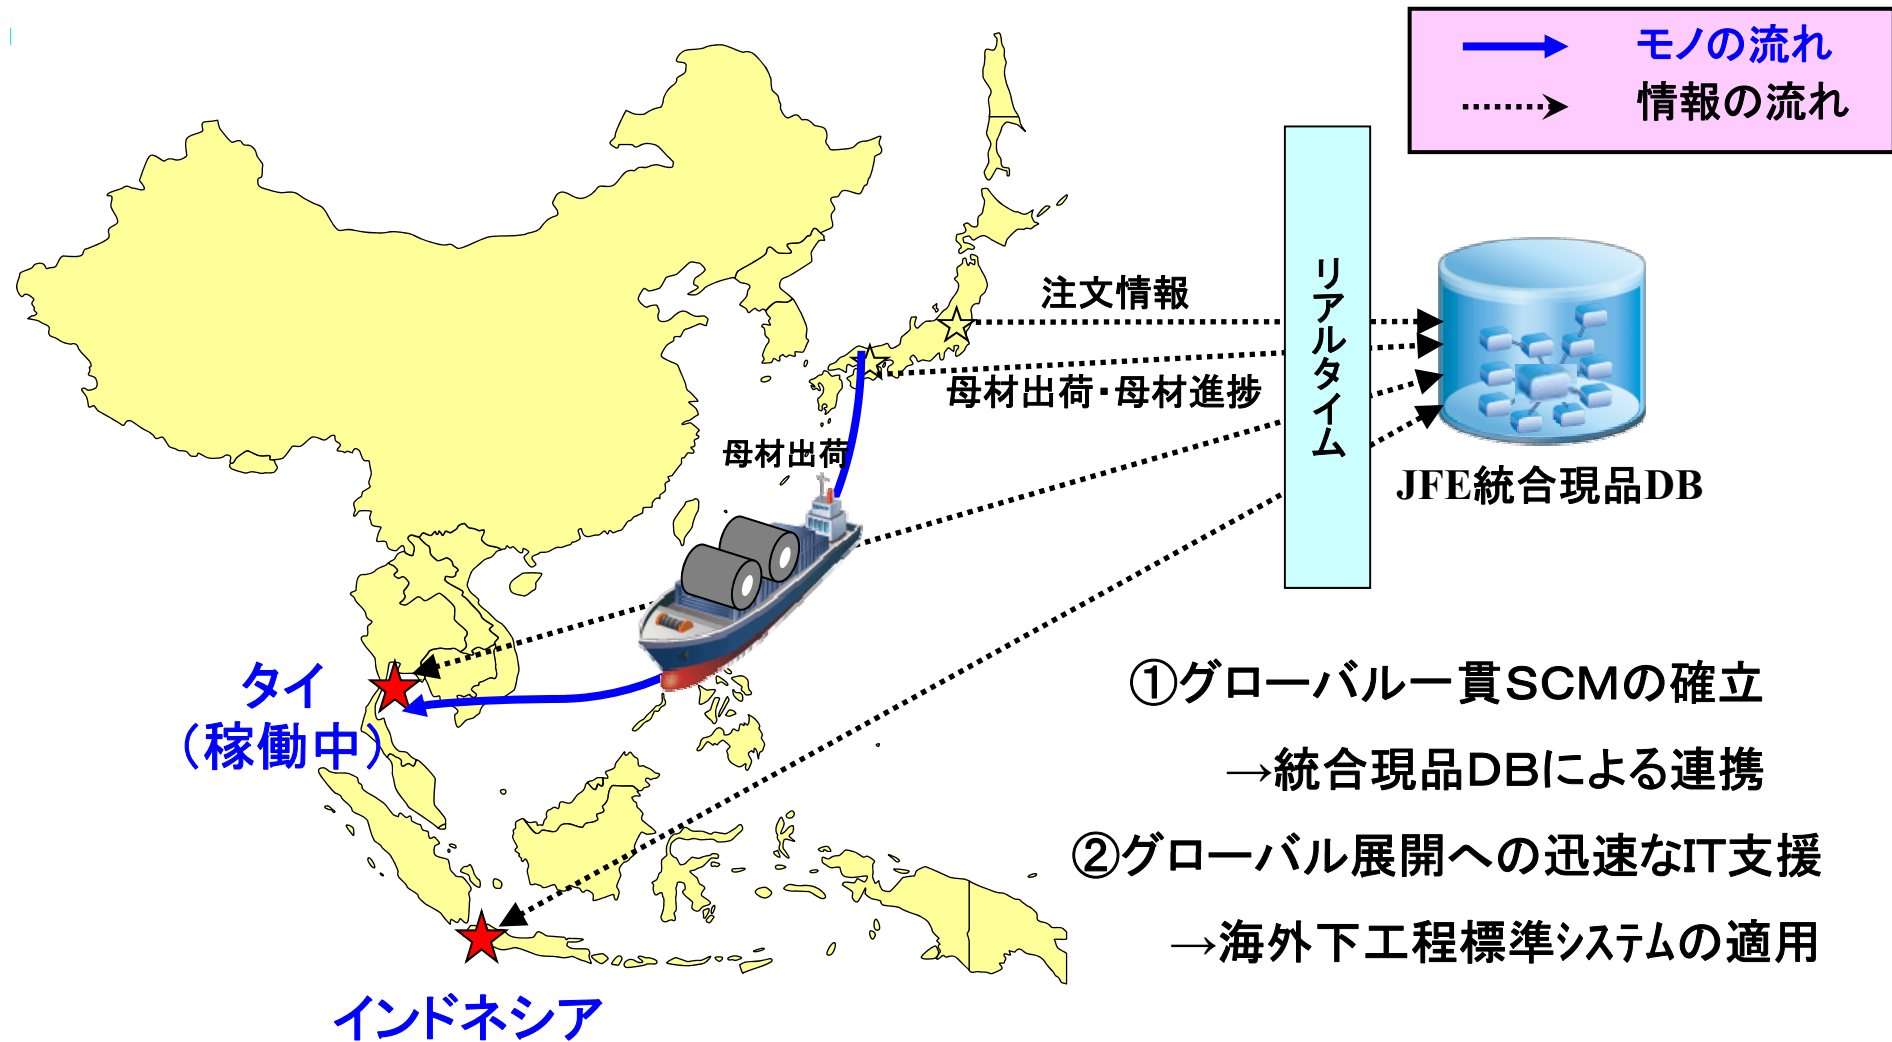 モノの流れ
情報の流れ
リアルタイム
注文情報
母材出荷・母材進捗
母材出荷
JFE統合現品DB
タイ
（稼働中）
インドネシア
①グローバル一貫SCMの確立
→統合現品DBによる連携
②グローバル展開への迅速なIT支援
→海外下工程標準ｼｽﾃﾑの適用